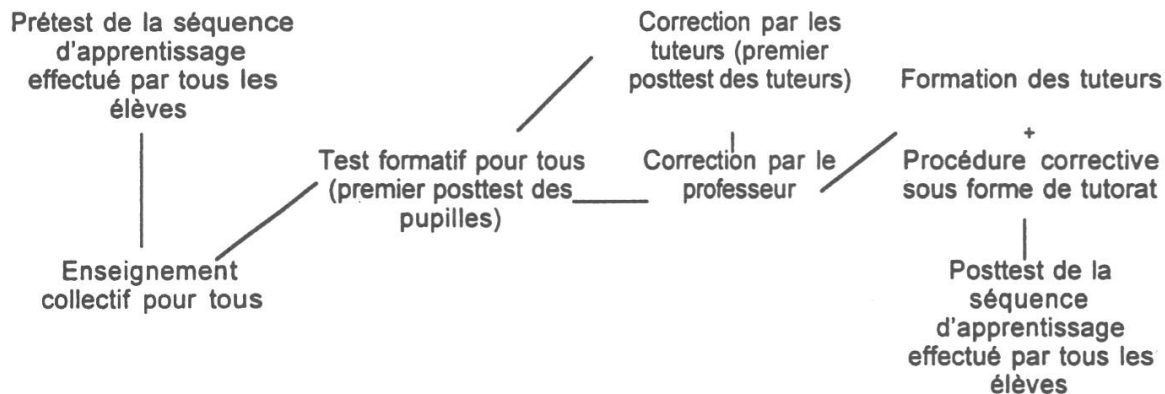 Prétest de la séquence
d'apprentissage
effectué par tous les
élèves
Enseignement
collectif pour tous
Test formatif pour tous
(premier posttest des
pupilles)
Correction par les
tuteurs (premier
posttest des tuteurs)
Correction par le
professeur
Formation des tuteurs
+
Procédure corrective
sous forme de tutorat
Posttest de la
séquence
d'apprentissage
effectué par tous les
élèves